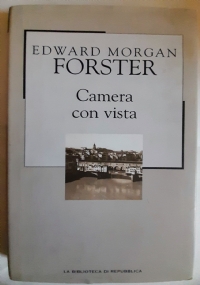 EDWARD MORGAN
FORSTER
Camera
con vista
LA BIBLIOTECA DI REPUBBLICA